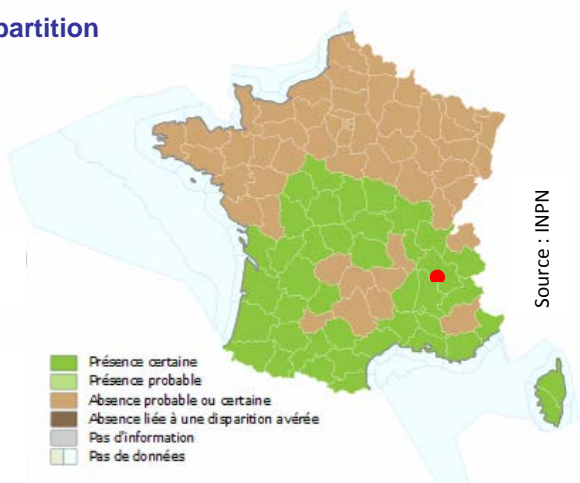 partition
Source : INPN
Présence certaine
Présence probable
Absence probable ou certaine
Absence liée à une disparition avérée
Pas d'information
Pas de données